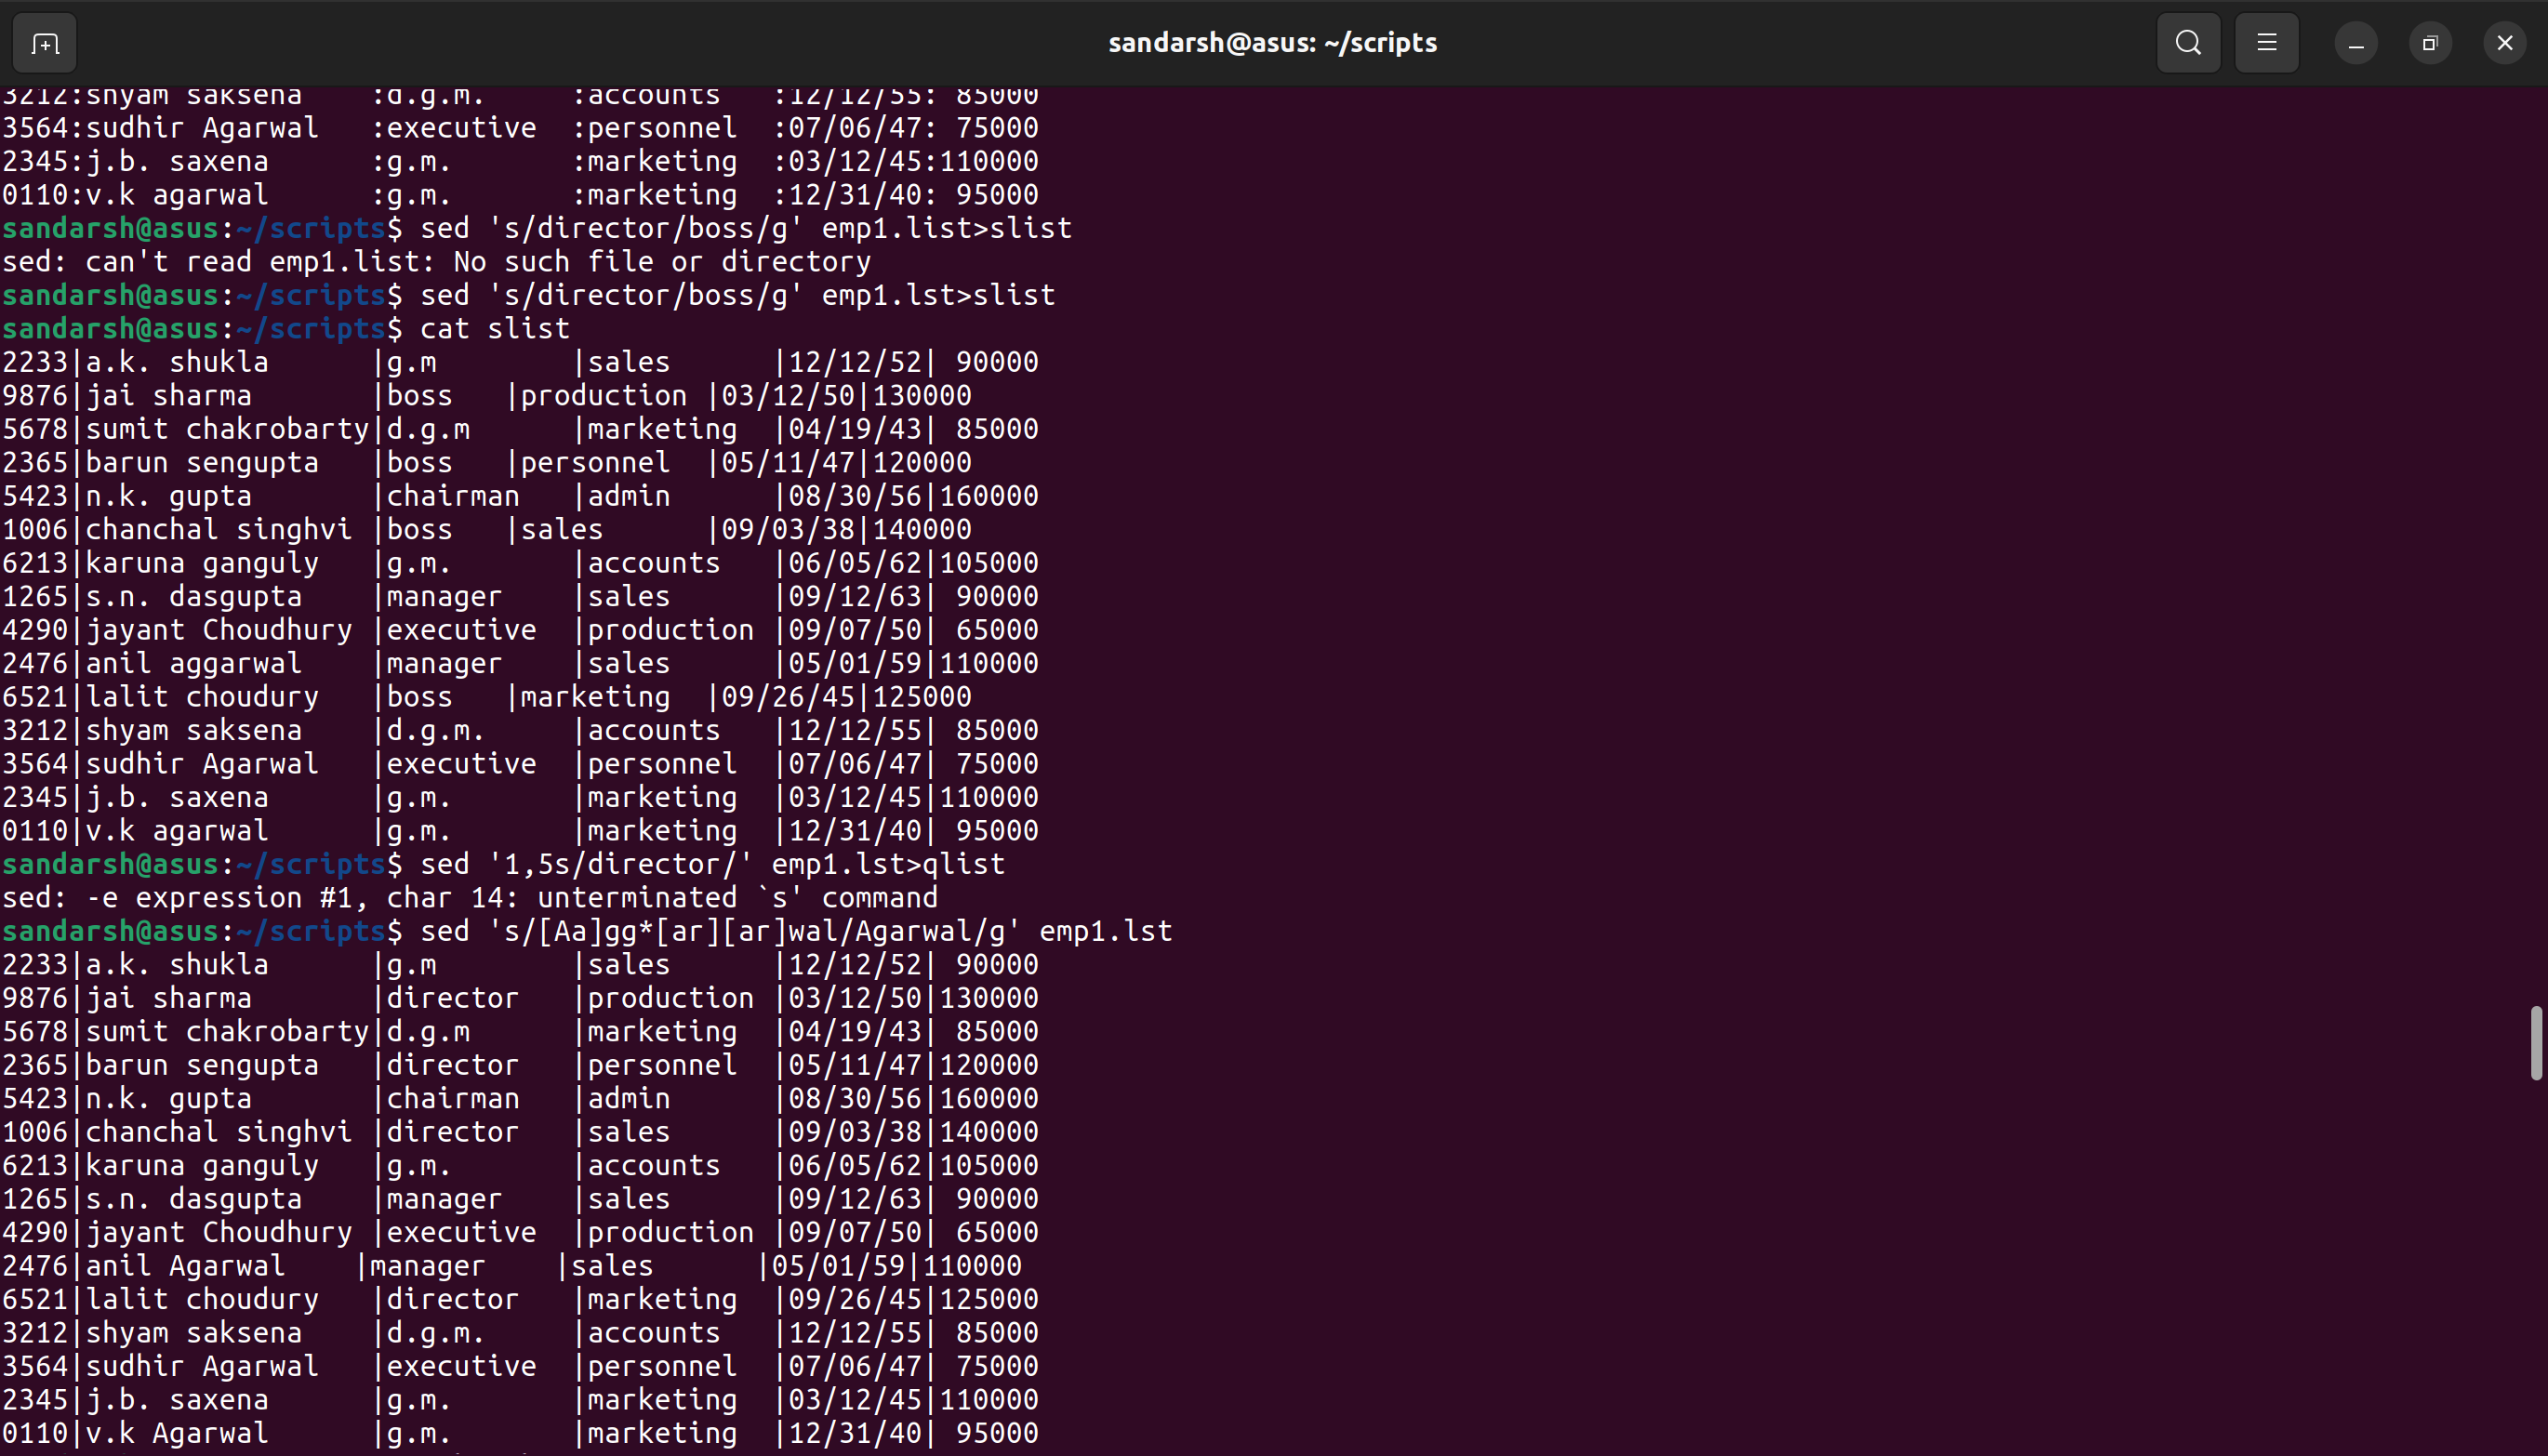 sandarsh@asus: ~/scripts
3212:shyam saksena    :d.g.m.     :accounts   :12/12/55: 85000
3564:sudhir Agarwal   :executive  :personnel  :07/06/47: 75000
2345:j.b. saxena      :g.m.       :marketing  :03/12/45:110000
0110:v.k agarwal      :g.m.       :marketing  :12/31/40: 95000
sandarsh@asus:~/scripts$ sed 's/director/boss/g' emp1.list>slist
sed: can't read emp1.list: No such file or directory
sandarsh@asus:~/scripts$ sed 's/director/boss/g' emp1.lst>slist
sandarsh@asus:~/scripts$ cat slist
2233|a.k. shukla      |g.m        |sales      |12/12/52| 90000
9876|jai sharma       |boss   |production |03/12/50|130000
5678|sumit chakrobarty|d.g.m      |marketing  |04/19/43| 85000
2365|barun sengupta   |boss   |personnel  |05/11/47|120000
5423|n.k. gupta       |chairman   |admin      |08/30/56|160000
1006|chanchal singhvi |boss   |sales      |09/03/38|140000
6213|karuna ganguly   |g.m.       |accounts   |06/05/62|105000
1265|s.n. dasgupta    |manager    |sales      |09/12/63| 90000
4290|jayant Choudhury |executive  |production |09/07/50| 65000
2476|anil aggarwal    |manager    |sales      |05/01/59|110000
6521|lalit choudury   |boss   |marketing  |09/26/45|125000
3212|shyam saksena    |d.g.m.     |accounts   |12/12/55| 85000
3564|sudhir Agarwal   |executive  |personnel  |07/06/47| 75000
2345|j.b. saxena      |g.m.       |marketing  |03/12/45|110000
0110|v.k agarwal      |g.m.       |marketing  |12/31/40| 95000
sandarsh@asus:~/scripts$ sed '1,5s/director/' emp1.lst>qlist
sed: -e expression #1, char 14: unterminated `s' command
sandarsh@asus:~/scripts$ sed 's/[Aa]gg*[ar][ar]wal/Agarwal/g' emp1.lst
2233|a.k. shukla      |g.m        |sales      |12/12/52| 90000
9876|jai sharma       |director   |production |03/12/50|130000
5678|sumit chakrobarty|d.g.m      |marketing  |04/19/43| 85000
2365|barun sengupta   |director   |personnel  |05/11/47|120000
5423|n.k. gupta       |chairman   |admin      |08/30/56|160000
1006|chanchal singhvi |director   |sales      |09/03/38|140000
6213|karuna ganguly   |g.m.       |accounts   |06/05/62|105000
1265|s.n. dasgupta    |manager    |sales      |09/12/63| 90000
4290|jayant Choudhury |executive  |production |09/07/50| 65000
2476|anil Agarwal    |manager    |sales      |05/01/59|110000
6521|lalit choudury   |director   |marketing  |09/26/45|125000
3212|shyam saksena    |d.g.m.     |accounts   |12/12/55| 85000
3564|sudhir Agarwal   |executive  |personnel  |07/06/47| 75000
2345|j.b. saxena      |g.m.       |marketing  |03/12/45|110000
0110|v.k Agarwal      |g.m.       |marketing  |12/31/40| 95000